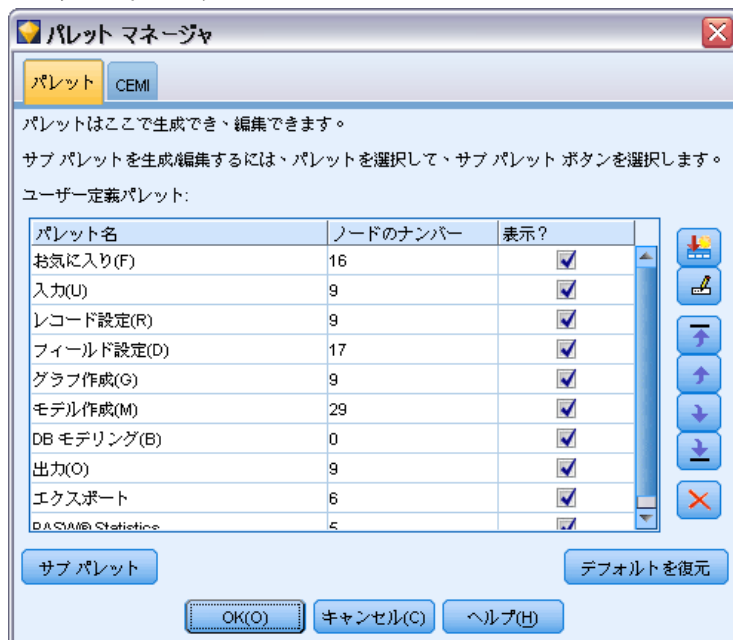 パレット マネージャ
パレット CEMI
パレットはここで生成でき、編集できます。
サブ パレットを生成/編集するには、パレットを選択して、サブ パレット ボタンを選択します。
ユーザー定義パレット:
パレット名 ノードのナンバー 表示?
お気に入り(F) 16
入力(U) 9
レコード設定(R) 9
フィールド設定(D) 17
グラフ作成(G) 9
モデル作成(M) 29
DB モデリング(B) 0
出力(O) 9
エクスポート 6
PASW® Statistics 5
サブ パレット デフォルトを復元
OK(O) キャンセル(C) ヘルプ(H)